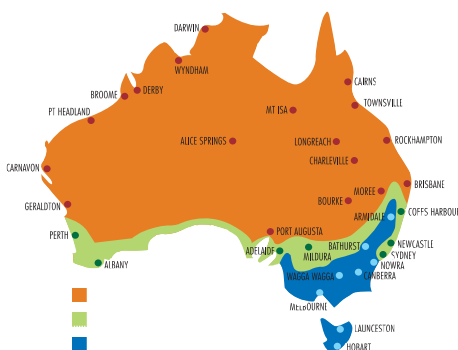 DARWIN
WYNDHAM
CAIRNS
DERBY
BROOME
TOWNSVILLE
MT ISA
PT HEADLAND
ROCKHAMPTON
ALICE SPRINGS
LONGREACH
CHARLEVILLE
CARNAVON
BRISBANE
MOREE
BOURKE
GERALDTON
COFFS HARBOUR
ARMIDALE
PERTH
PORT AUGUSTA
NEWCASTLE
BATHURST
ADELAIDE
SYDNEY
MILDURA
ALBANY
NOWRA
WAGGA WAGGA
CANBERRA
MELBOURNE
LAUNCESTON
HOBART